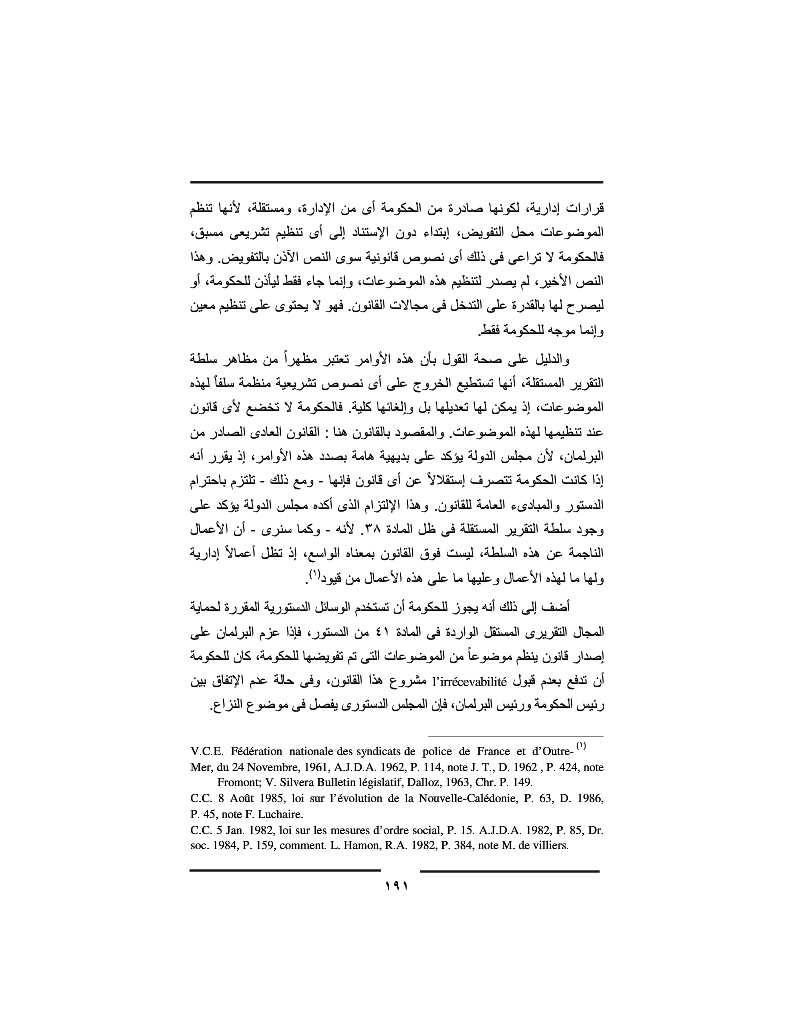 قرارات إدارية، لكونها صادرة من الحكومة أى من الإدارة، ومستقلة، لأنها تنظم
الموضوعات محل التفويض، إبتداء دون الإستناد إلى أى تنظيم تشريعى مسبق،
فالحكومة لا تراعى فى ذلك أى نصوص قانونية سوى النص الآذن بالتفويض. وهذا
النص الأخير، لم يصدر لتنظيم هذه الموضوعات، وإنما جاء فقط ليأذن للحكومة، أو
ليصرح لها بالقدرة على التدخل فى مجالات القانون. فهو لا يحتوى على تنظيم معين
وإنما موجه للحكومة فقط.
والدليل على صحة القول بأن هذه الأوامر تعتبر مظهراً من مظاهر سلطة
التقرير المستقلة، أنها تستطيع الخروج على أى نصوص تشريعية منظمة سلفاً لهذه
الموضوعات، إذ يمكن لها تعديلها بل وإلغائها كلية. فالحكومة لا تخضع لأى قانون
عند تنظيمها لهذه الموضوعات. والمقصود بالقانون هنا : القانون العادى الصادر من
البرلمان، لأن مجلس الدولة يؤكد على بديهية هامة بصدد هذه الأوامر، إذ يقرر أنه
إذا كانت الحكومة تتصرف إستقلالاً عن أى قانون فإنها - ومع ذلك - تلتزم باحترام
الدستور والمبادىء العامة للقانون. وهذا الإلتزام الذى أكده مجلس الدولة يؤكد على
وجود سلطة التقرير المستقلة فى ظل المادة ٣٨. لأنه - وكما سنرى - أن الأعمال
الناجمة عن هذه السلطة، ليست فوق القانون بمعناه الواسع، إذ تظل أعمالاً إدارية
ولها ما لهذه الأعمال وعليها ما على هذه الأعمال من قيود(١).
أضف إلى ذلك أنه يجوز للحكومة أن تستخدم الوسائل الدستورية المقررة لحماية
المجال التقريرى المستقل الواردة فى المادة ٤١ من الدستور، فإذا عزم البرلمان على
إصدار قانون ينظم موضوعاً من الموضوعات التى تم تفويضها للحكومة، كان للحكومة
أن تدفع بعدم قبول l’irrécevabilité مشروع هذا القانون، وفى حالة عدم الإتفاق بين
رئيس الحكومة ورئيس البرلمان، فإن المجلس الدستورى يفصل فى موضوع النزاع.
V.C.E. Fédération nationale des syndicats de police de France et d’Outre- (١)
Mer, du 24 Novembre, 1961, A.J.D.A. 1962, P. 114, note J. T., D. 1962 , P. 424, note
Fromont; V. Silvera Bulletin législatif, Dalloz, 1963, Chr. P. 149.
C.C. 8 Août 1985, loi sur l’évolution de la Nouvelle-Calédonie, P. 63, D. 1986,
P. 45, note F. Luchaire.
C.C. 5 Jan. 1982, loi sur les mesures d’ordre social, P. 15. A.J.D.A. 1982, P. 85, Dr.
soc. 1984, P. 159, comment. L. Hamon, R.A. 1982, P. 384, note M. de villiers.
١٩١